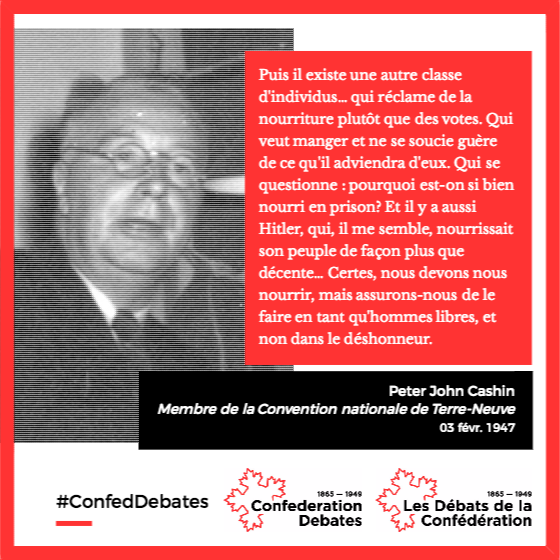 Puis il existe une autre classe
d'individus... qui réclame de la
nourriture plutôt que des votes. Qui
veut manger et ne se soucie guère
de ce qu'il adviendra d'eux. Qui se
questionne : pourquoi est-on si bien
nourri en prison? Et il y a aussi
Hitler, qui, il me semble, nourrissait
son peuple de façon plus que
décente... Certes, nous devons nous
nourrir, mais assurons-nous de le
faire en tant qu'hommes libres, et
non dans le déshonneur.
Peter John Cashin
Membre de la Convention nationale de Terre-Neuve
03 févr. 1947
#ConfedDebates
1865 — 1949
Confederation
Debates
1865 — 1949
Les Débats de la
Confédération